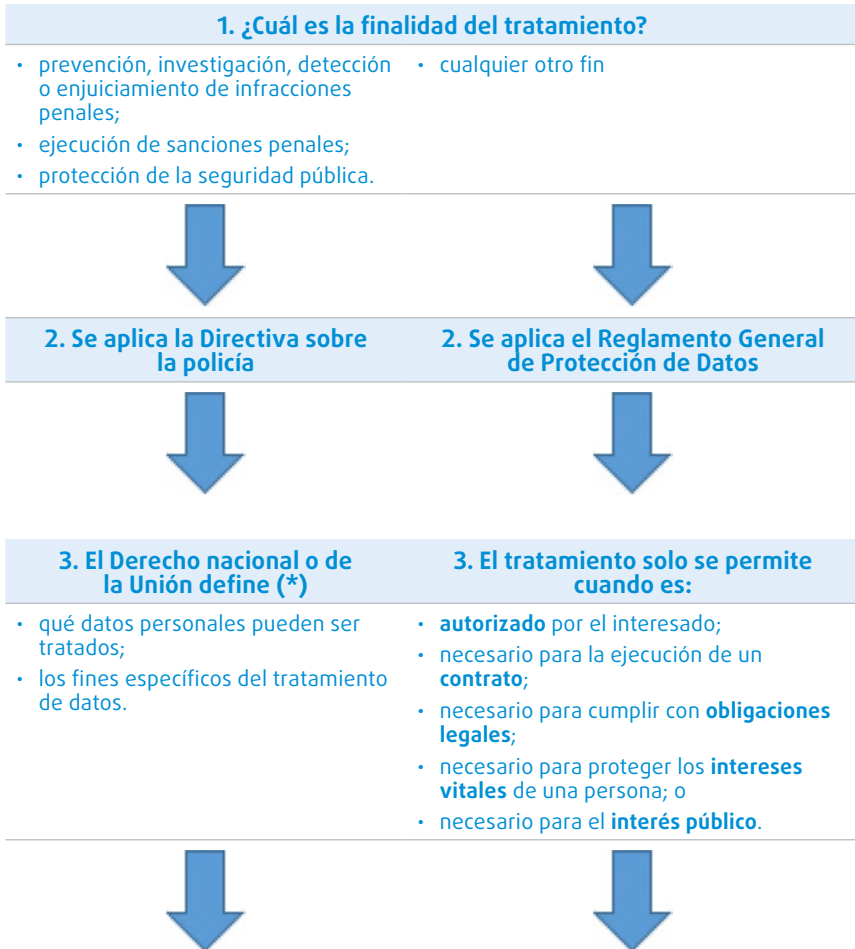 1. ¿Cuál es la finalidad del tratamiento?
• prevención, investigación, detección
o enjuiciamiento de infracciones
penales;
• ejecución de sanciones penales;
• protección de la seguridad pública.
• cualquier otro fin
2. Se aplica la Directiva sobre
la policía
2. Se aplica el Reglamento General
de Protección de Datos
3. El Derecho nacional o de
la Unión define (*)
• qué datos personales pueden ser
tratados;
• los fines específicos del tratamiento
de datos.
3. El tratamiento solo se permite
cuando es:
• autorizado por el interesado;
• necesario para la ejecución de un
contrato;
• necesario para cumplir con obligaciones
legales;
• necesario para proteger los intereses
vitales de una persona; o
• necesario para el interés público.